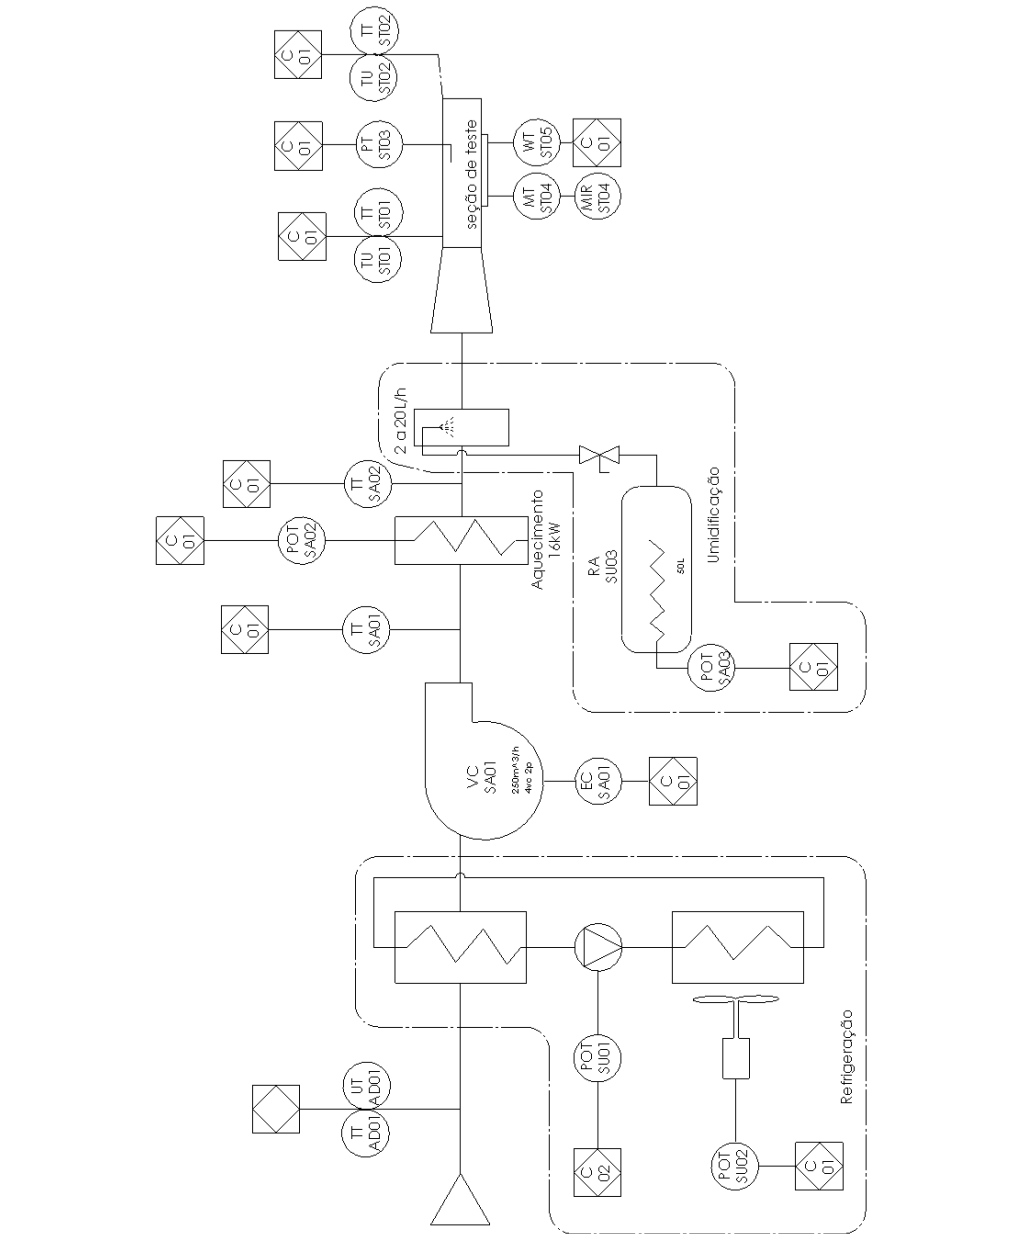 C
01
TT
ST02
TU
ST02
C
01
PT
ST03
C
01
TT
ST01
TU
ST01
seção de teste
WT
ST05
C
01
MT
ST04
MIR
ST04
2 a 20L/h
C
01
TT
SA02
C
01
POT
SA02
Aquecimento
16kW
RA
SU03
50L
Umidificação
C
01
TT
SA01
POT
SA03
C
01
VC
SA01
250m^3/h
4vc 2p
EC
SA01
C
01
UT
AD01
TT
AD01
POT
SU01
C
02
POT
SU02
C
01
Refrigeração